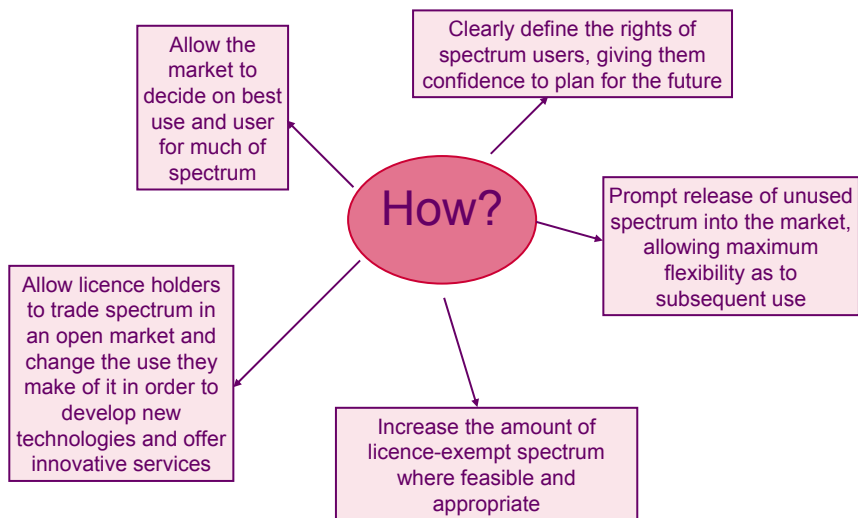 Allow the
market to
decide on best
use and user
for much of
spectrum
Clearly define the rights of
spectrum users, giving them
confidence to plan for the future
How?
Prompt release of unused
spectrum into the market,
allowing maximum
flexibility as to
subsequent use
Allow licence holders
to trade spectrum in
an open market and
change the use they
make of it in order to
develop new
technologies and offer
innovative services
Increase the amount of
licence-exempt spectrum
where feasible and
appropriate